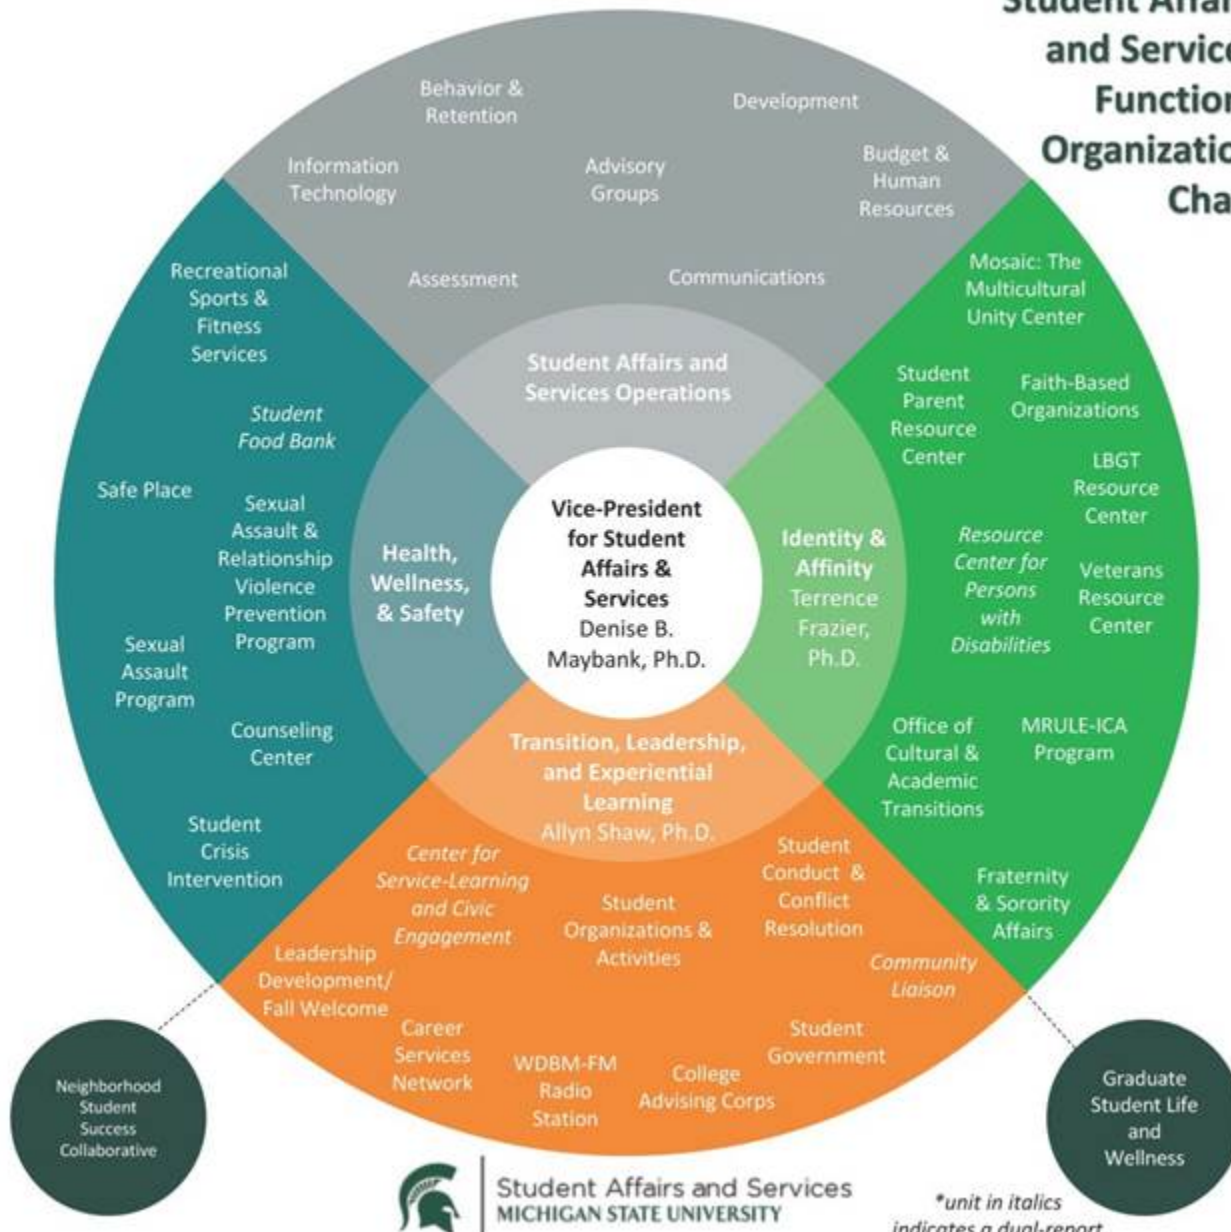 Student Affair
and Service
Function
Organizatio
Cha
Behavior &
Retention
Development
Information
Technology
Advisory
Groups
Budget &
Human
Resources
Assessment
Communications
Student Affairs and
Services Operations
Recreational
Sports &
Fitness
Services
Student
Food Bank
Safe Place
Sexual
Assault &
Relationship
Violence
Prevention
Program
Sexual
Assault
Program
Counseling
Center
Student
Crisis
Intervention
Health,
Wellness,
& Safety
Vice-President
for Student
Affairs &
Services
Denise B.
Maybank, Ph.D.
Identity &
Affinity
Terrence
Frazier,
Ph.D.
Mosaic: The
Multicultural
Unity Center
Student
Parent
Resource
Center
Faith-Based
Organizations
LBGT
Resource
Center
Resource
Center for
Persons
with
Disabilities
Veterans
Resource
Center
Office of
Cultural &
Academic
Transitions
MRULE-ICA
Program
Fraternity
& Sorority
Affairs
Transition, Leadership,
and Experiential
Learning
Allyn Shaw, Ph.D.
Center for
Service-Learning
and Civic
Engagement
Student
Organizations &
Activities
Student
Conduct &
Conflict
Resolution
Community
Liaison
Leadership
Development/
Fall Welcome
Career
Services
Network
WDBM-FM
Radio
Station
College
Advising Corps
Student
Government
Neighborhood
Student
Success
Collaborative
Graduate
Student Life
and
Wellness
Student Affairs and Services
MICHIGAN STATE UNIVERSITY
*unit in italics
indicates a dual-report